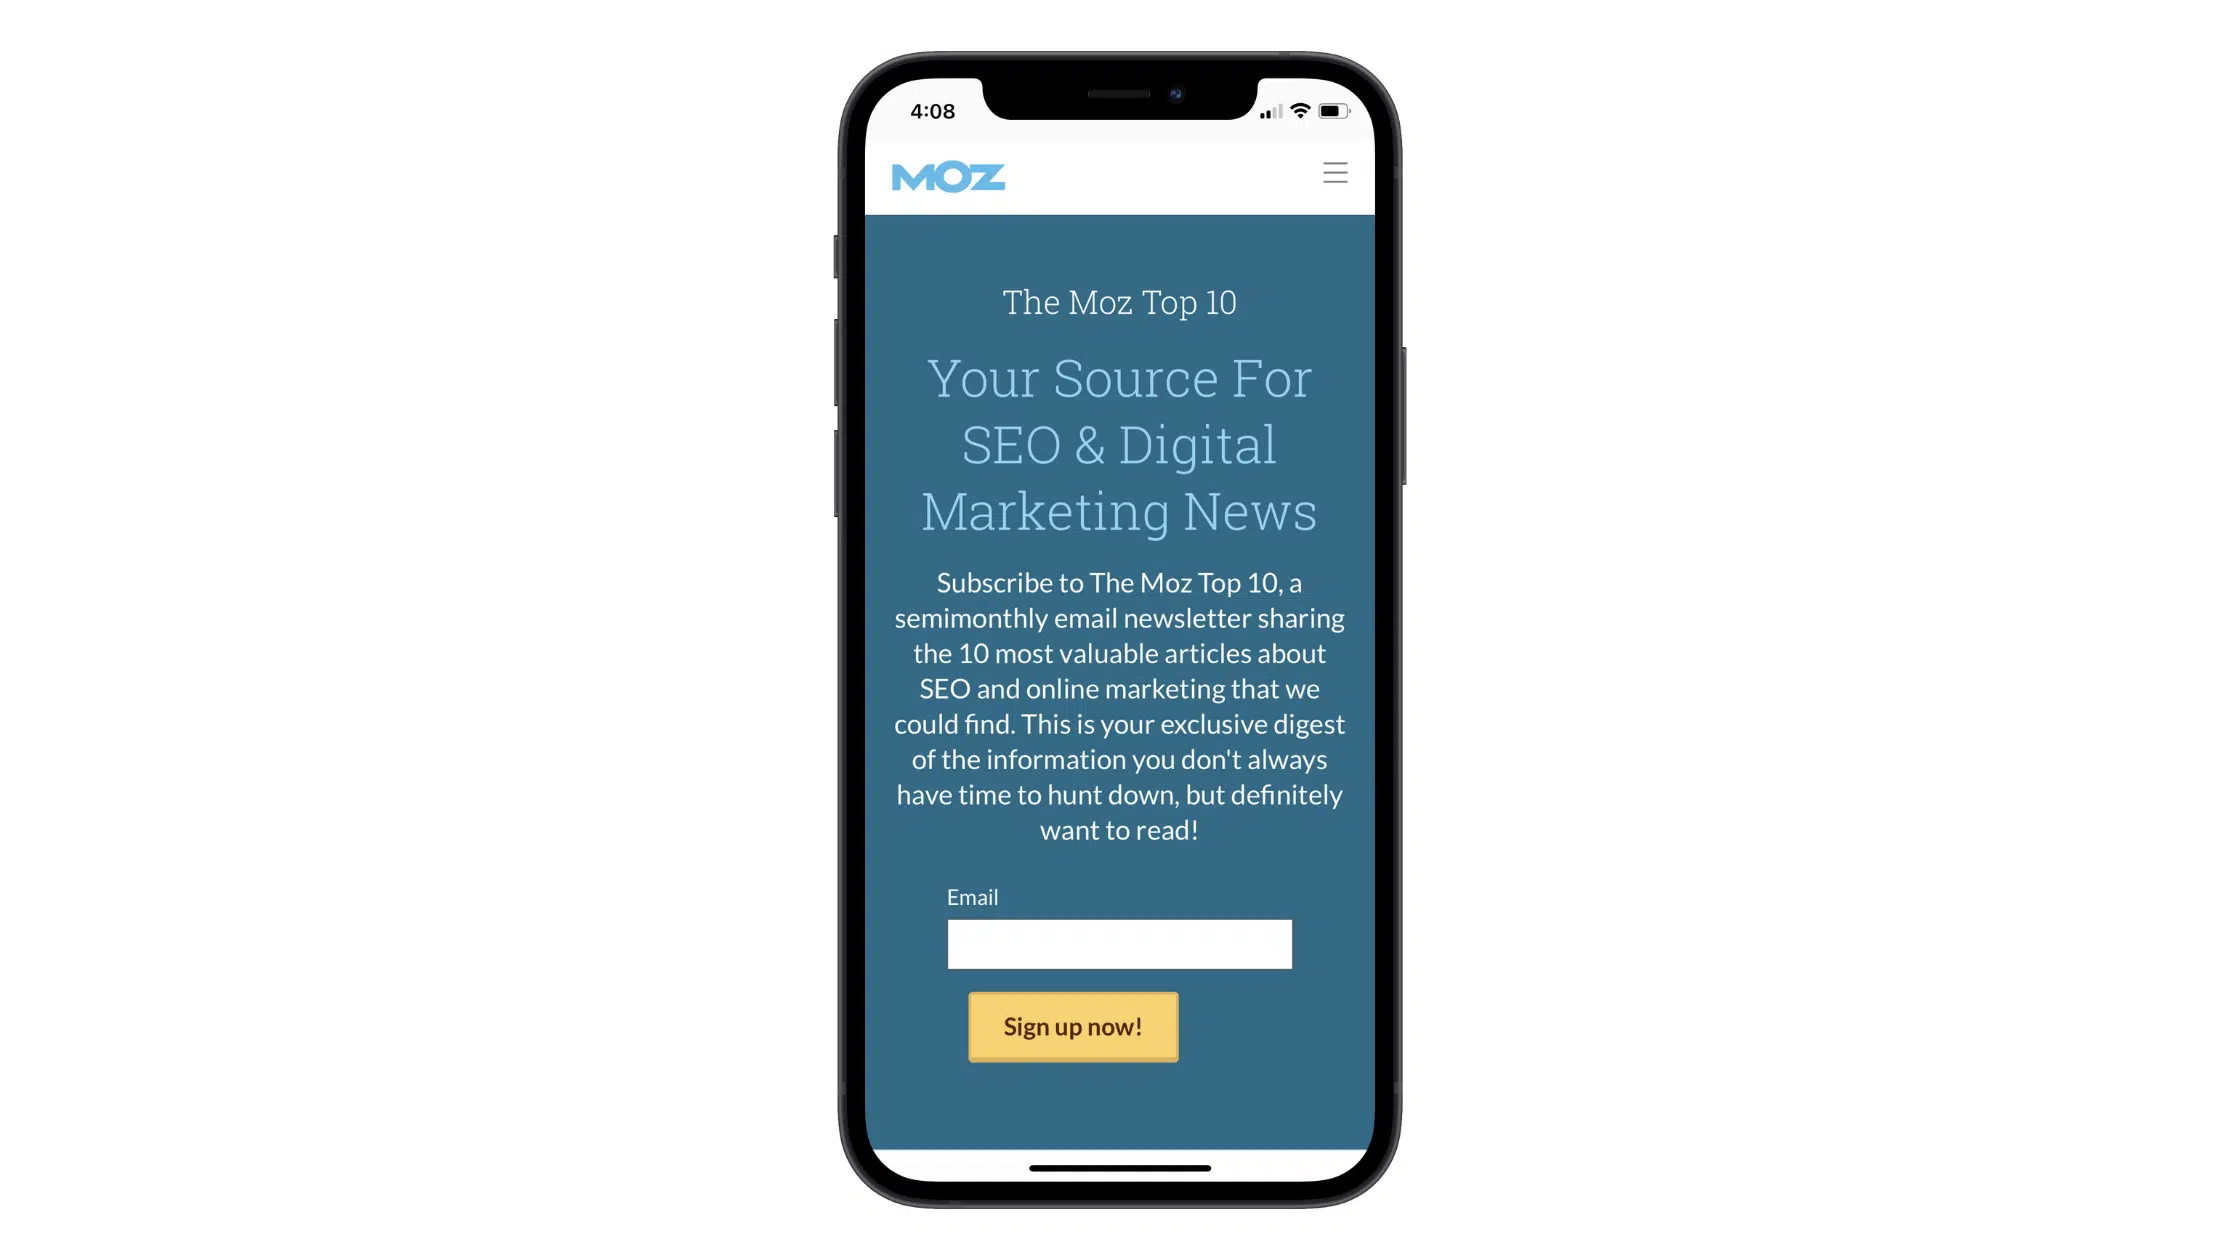 4:08
MOZ
The Moz Top 10
Your Source For
SEO & Digital
Marketing News
Subscribe to The Moz Top 10, a
semimonthly email newsletter sharing
the 10 most valuable articles about
SEO and online marketing that we
could find. This is your exclusive digest
of the information you don't always
have time to hunt down, but definitely
want to read!
Email
Sign up now!